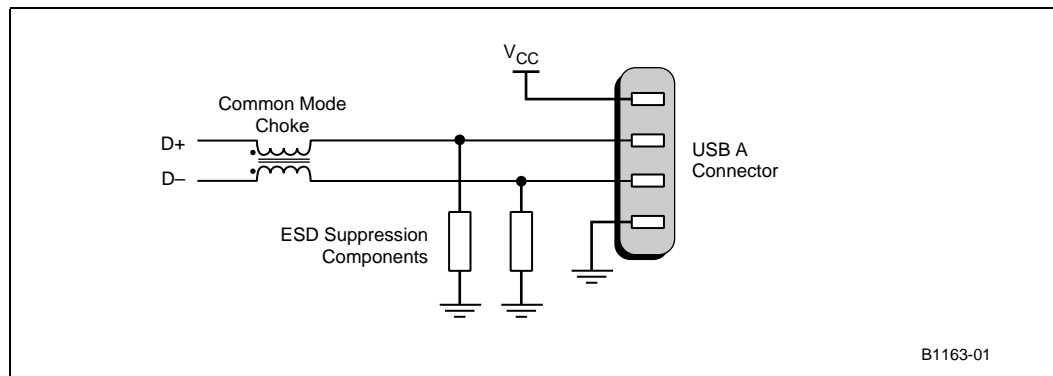 V_CC
Common Mode
Choke
D+
D–
USB A
Connector
ESD Suppression
Components
B1163-01